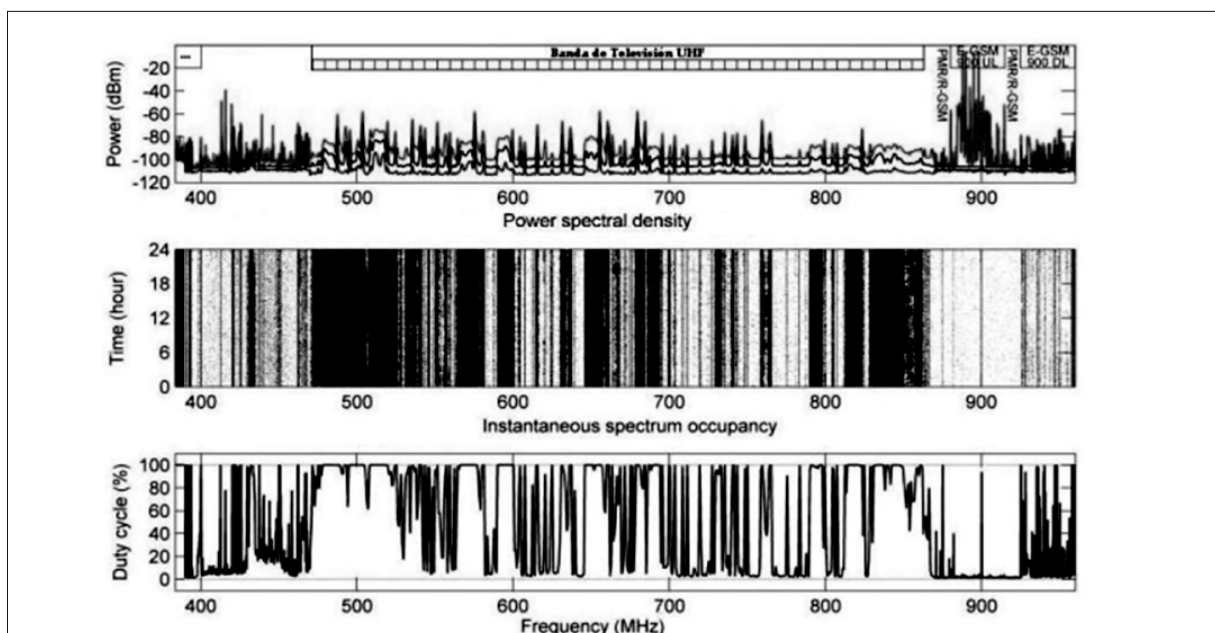 Banda de Televisión UHF
...
PMR/R-GSM
E-GSM
900 UL
PMR/R-GSM
E-GSM
900 DL
Power (dBm)
-20
-40
-60
-80
-100
-120
400 500 600 700 800 900
Power spectral density
Time (hour)
24
18
12
6
0
400 500 600 700 800 900
Instantaneous spectrum occupancy
Duty cycle (%)
100
80
60
40
20
0
400 500 600 700 800 900
Frequency (MHz)